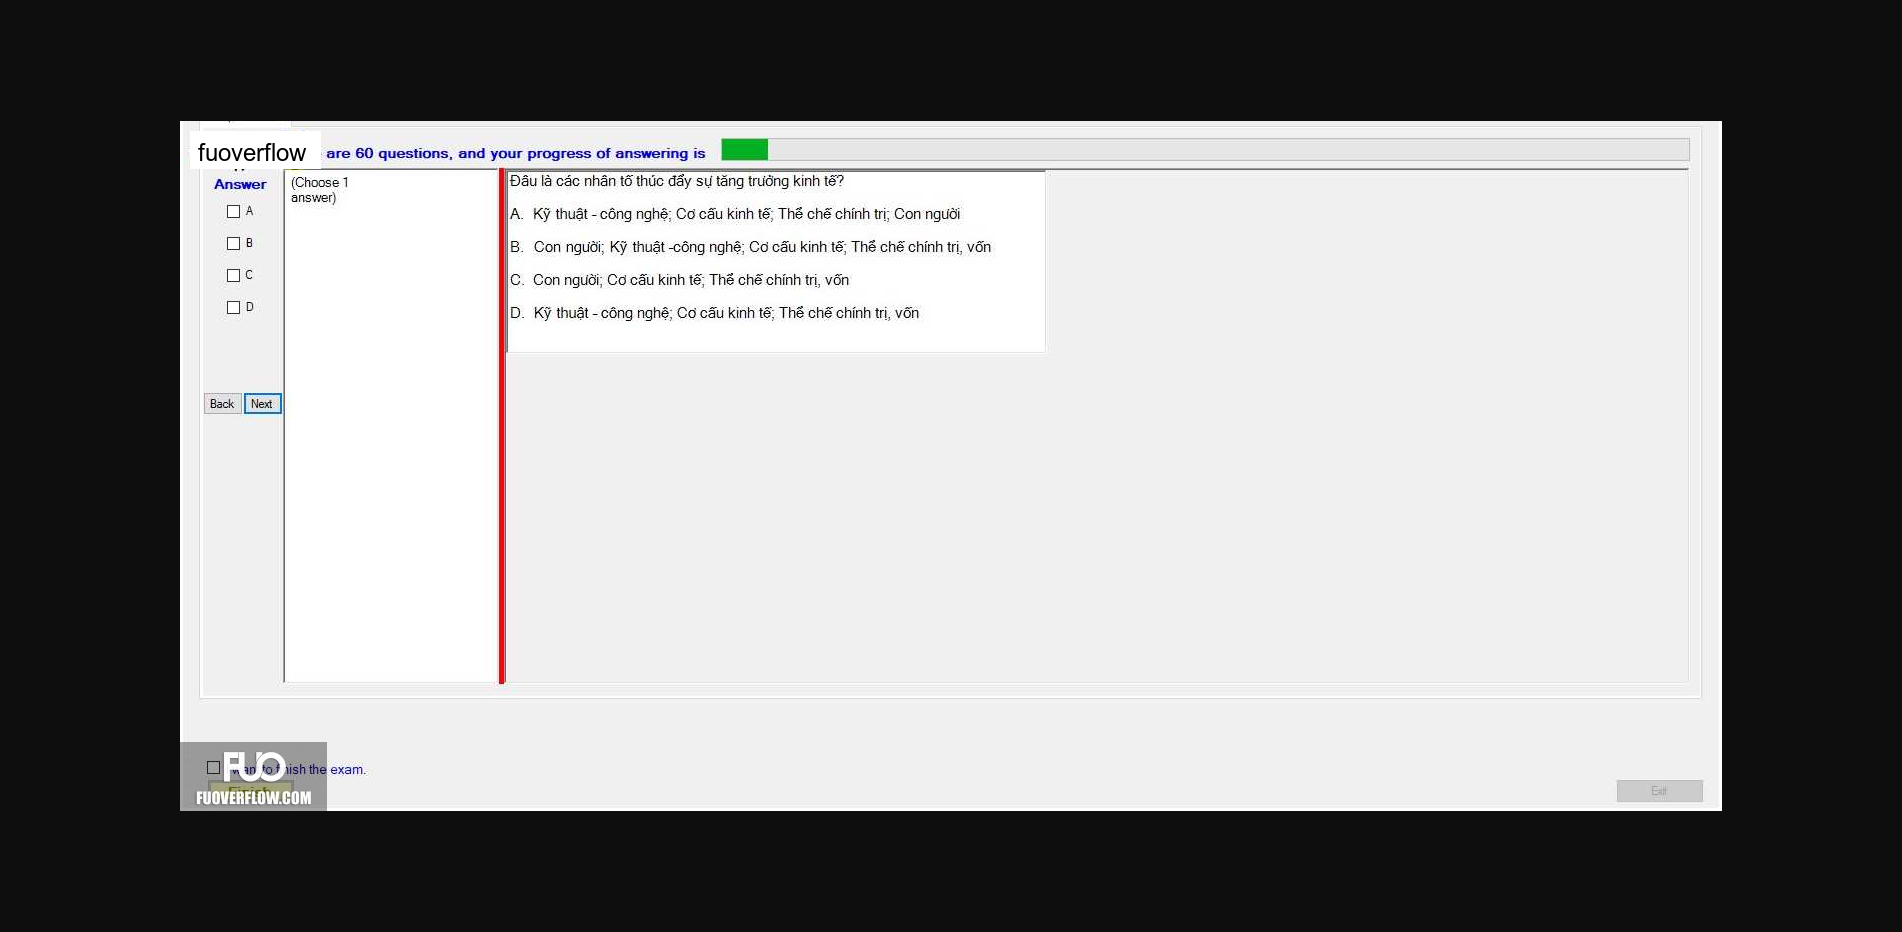 fuoverflow are 60 questions, and your progress of answering is
Answer
(Choose 1
answer)
A
B
C
D
Back Next
Đâu là các nhân tố thúc đẩy sự tăng trưởng kinh tế?
A. Kỹ thuật - công nghệ; Cơ cấu kinh tế; Thể chế chính trị; Con người
B. Con người; Kỹ thuật -công nghệ; Cơ cấu kinh tế; Thể chế chính trị, vốn
C. Con người; Cơ cấu kinh tế; Thể chế chính trị, vốn
D. Kỹ thuật - công nghệ; Cơ cấu kinh tế; Thể chế chính trị, vốn
FUO
want to finish the exam.
Finish
FUOVERFLOW.COM
Exit